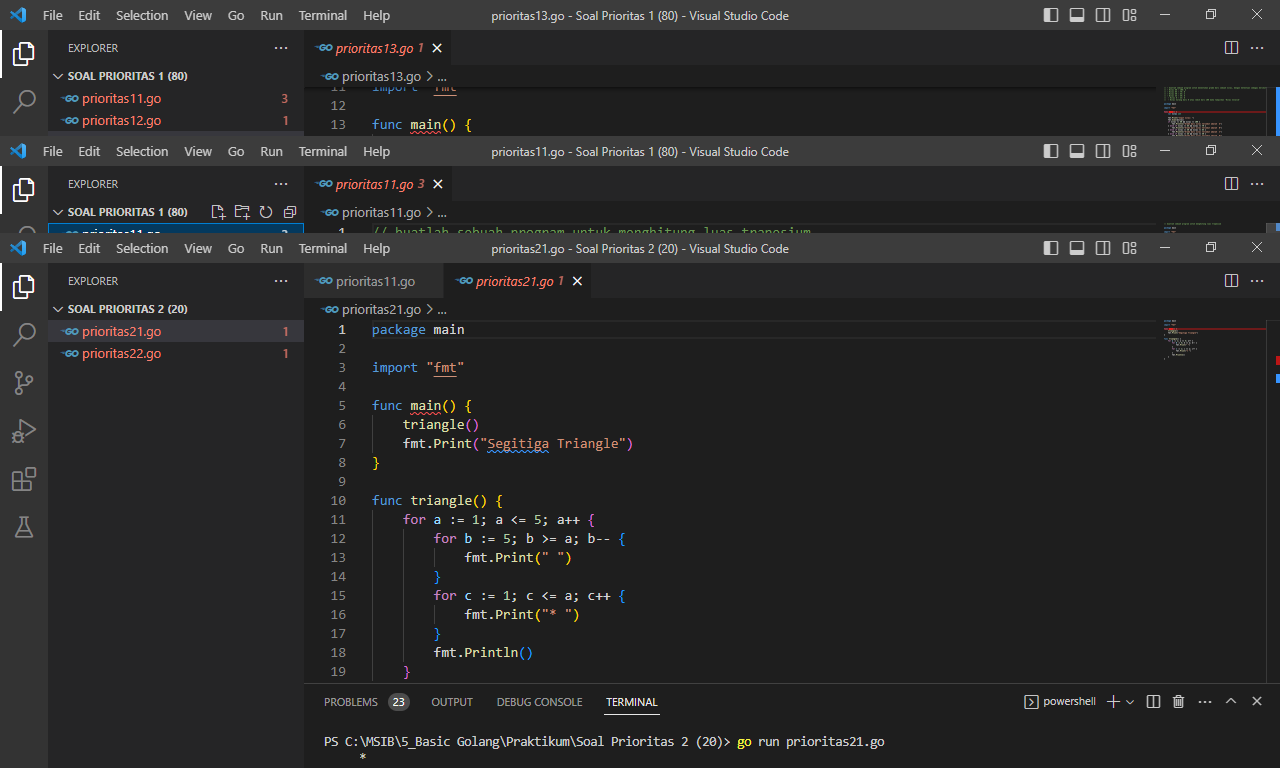 File Edit Selection View Go Run Terminal Help prioritas13.go - Soal Prioritas 1 (80) - Visual Studio Code
EXPLORER ...
SOAL PRIORITAS 1 (80)
prioritas11.go 3
prioritas12.go 1
prioritas13.go 1
prioritas13.go > ...
11 import "fmt
12
13 func main() {
File Edit Selection View Go Run Terminal Help prioritas11.go - Soal Prioritas 1 (80) - Visual Studio Code
EXPLORER ...
SOAL PRIORITAS 1 (80)
prioritas11.go 3
prioritas11.go 3
prioritas11.go > ...
1 // buatlah sebuah program untuk menghitung luas trapesium
File Edit Selection View Go Run Terminal Help prioritas21.go - Soal Prioritas 2 (20) - Visual Studio Code
EXPLORER ...
SOAL PRIORITAS 2 (20)
prioritas21.go 1
prioritas22.go 1
prioritas11.go prioritas21.go 1
prioritas21.go > ...
1 package main
2
3 import "fmt"
4
5 func main() {
6 triangle()
7 fmt.Print("Segitiga Triangle")
8 }
9
10 func triangle() {
11 for a := 1; a <= 5; a++ {
12 for b := 5; b >= a; b-- {
13 fmt.Print(" ")
14 }
15 for c := 1; c <= a; c++ {
16 fmt.Print("* ")
17 }
18 fmt.Println()
19 }
PROBLEMS 23 OUTPUT DEBUG CONSOLE TERMINAL powershell
PS C:\MSIB\5_Basic Golang\Praktikum\Soal Prioritas 2 (20)> go run prioritas21.go
*